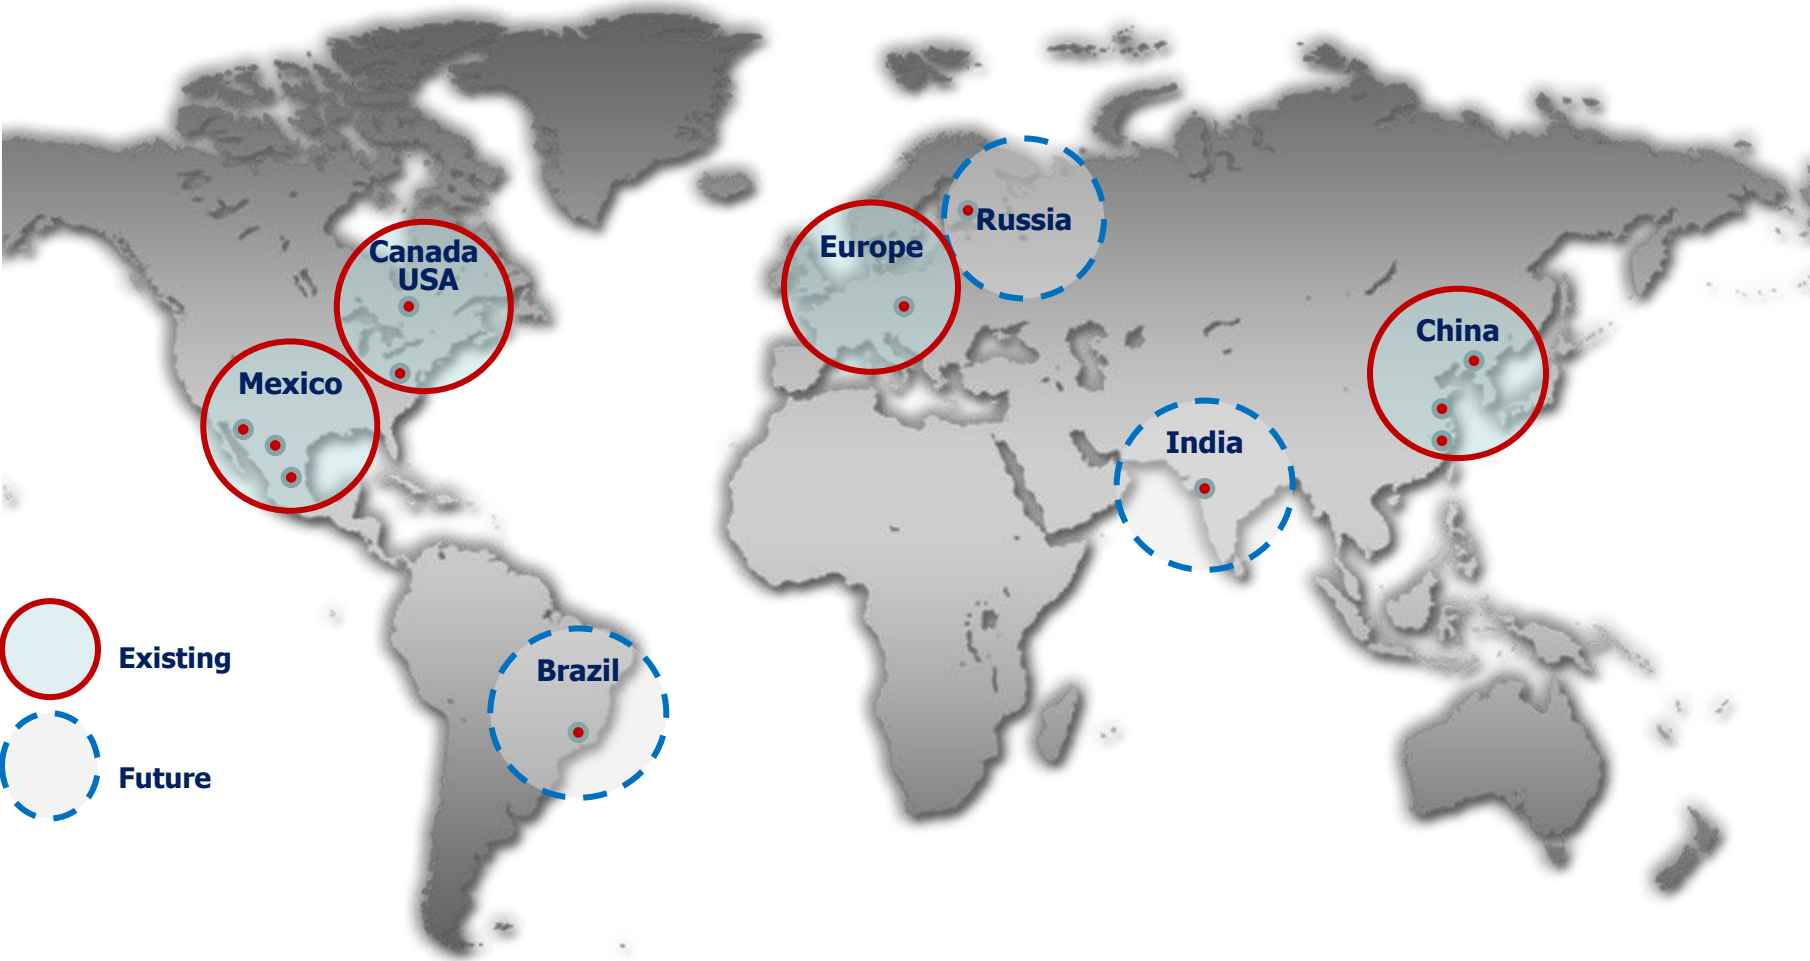 Canada
USA
Mexico
Europe
Russia
China
India
Brazil
Existing
Future